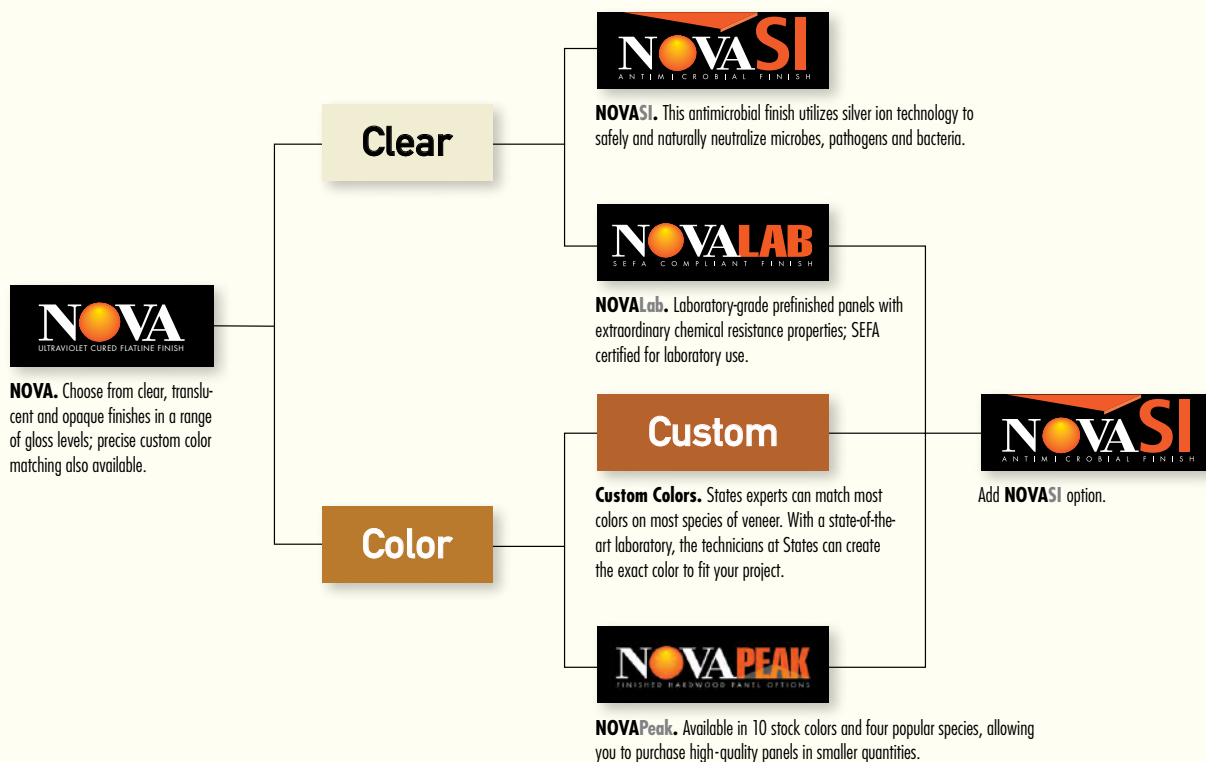 NOVA
ULTRAVIOLET CURED FLATLINE FINISH
NOVA. Choose from clear, translu-
cent and opaque finishes in a range
of gloss levels; precise custom color
matching also available.
Clear
NOVASI
ANTIMICROBIAL FINISH
NOVASI. This antimicrobial finish utilizes silver ion technology to
safely and naturally neutralize microbes, pathogens and bacteria.
NOVALAB
SEFA COMPLIANT FINISH
NOVALab. Laboratory-grade prefinished panels with
extraordinary chemical resistance properties; SEFA
certified for laboratory use.
Color
Custom
Custom Colors. States experts can match most
colors on most species of veneer. With a state-of-the-
art laboratory, the technicians at States can create
the exact color to fit your project.
NOVAPEAK
FINISHED HARDWOOD PANEL OPTIONS
NOVAPeak. Available in 10 stock colors and four popular species, allowing
you to purchase high-quality panels in smaller quantities.
NOVASI
ANTIMICROBIAL FINISH
Add NOVASI option.